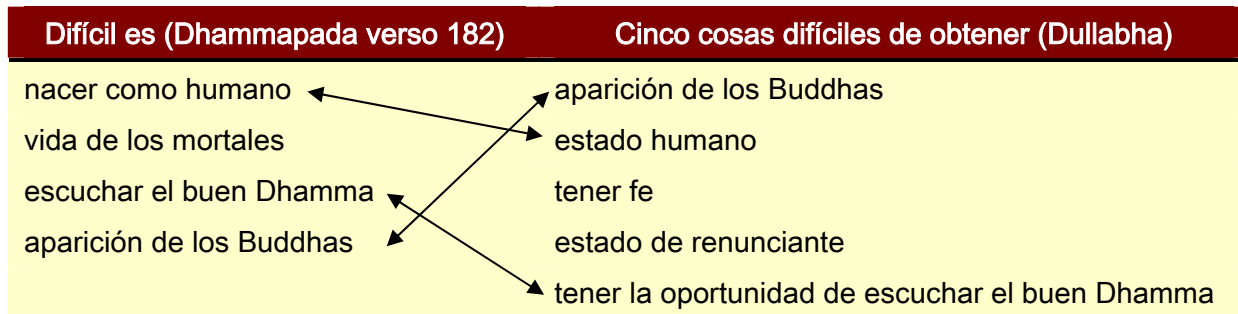 Difícil es (Dhammapada verso 182)
Cinco cosas difíciles de obtener (Dullabha)
nacer como humano
aparición de los Buddhas
vida de los mortales
estado humano
escuchar el buen Dhamma
tener fe
aparición de los Buddhas
estado de renunciante
tener la oportunidad de escuchar el buen Dhamma